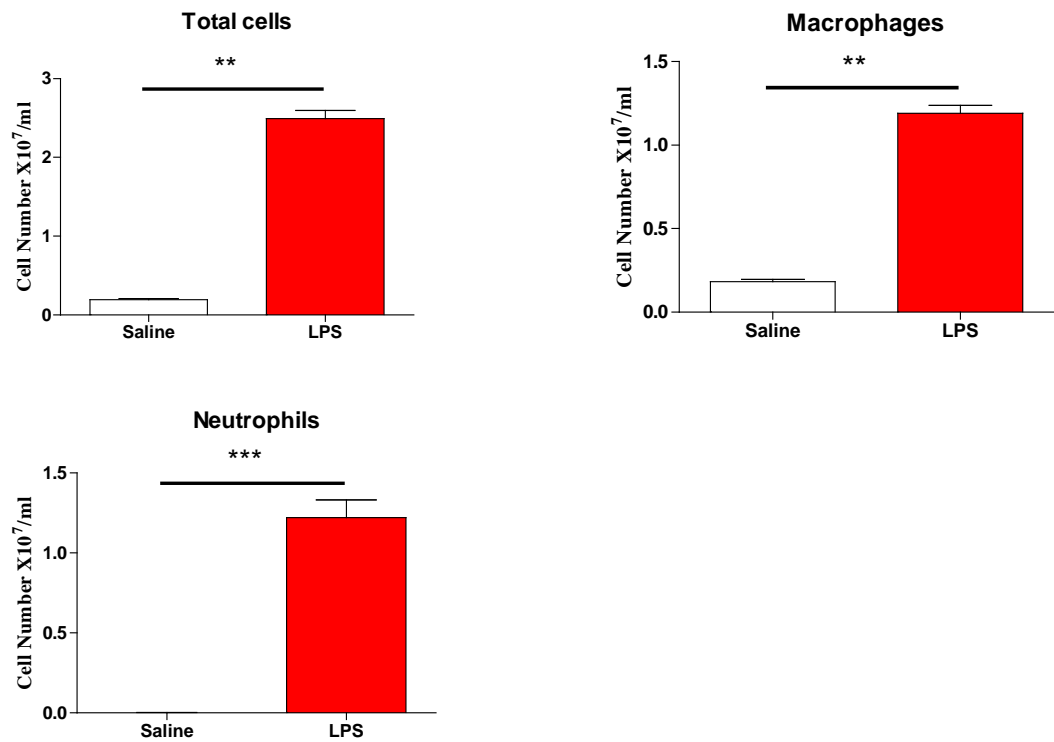 Total cells
**
Cell Number X10⁷/ml
3
2
1
0
Saline LPS
Macrophages
**
Cell Number X10⁷/ml
1.5
1.0
0.5
0.0
Saline LPS
Neutrophils
***
Cell Number X10⁷/ml
1.5
1.0
0.5
0.0
Saline LPS